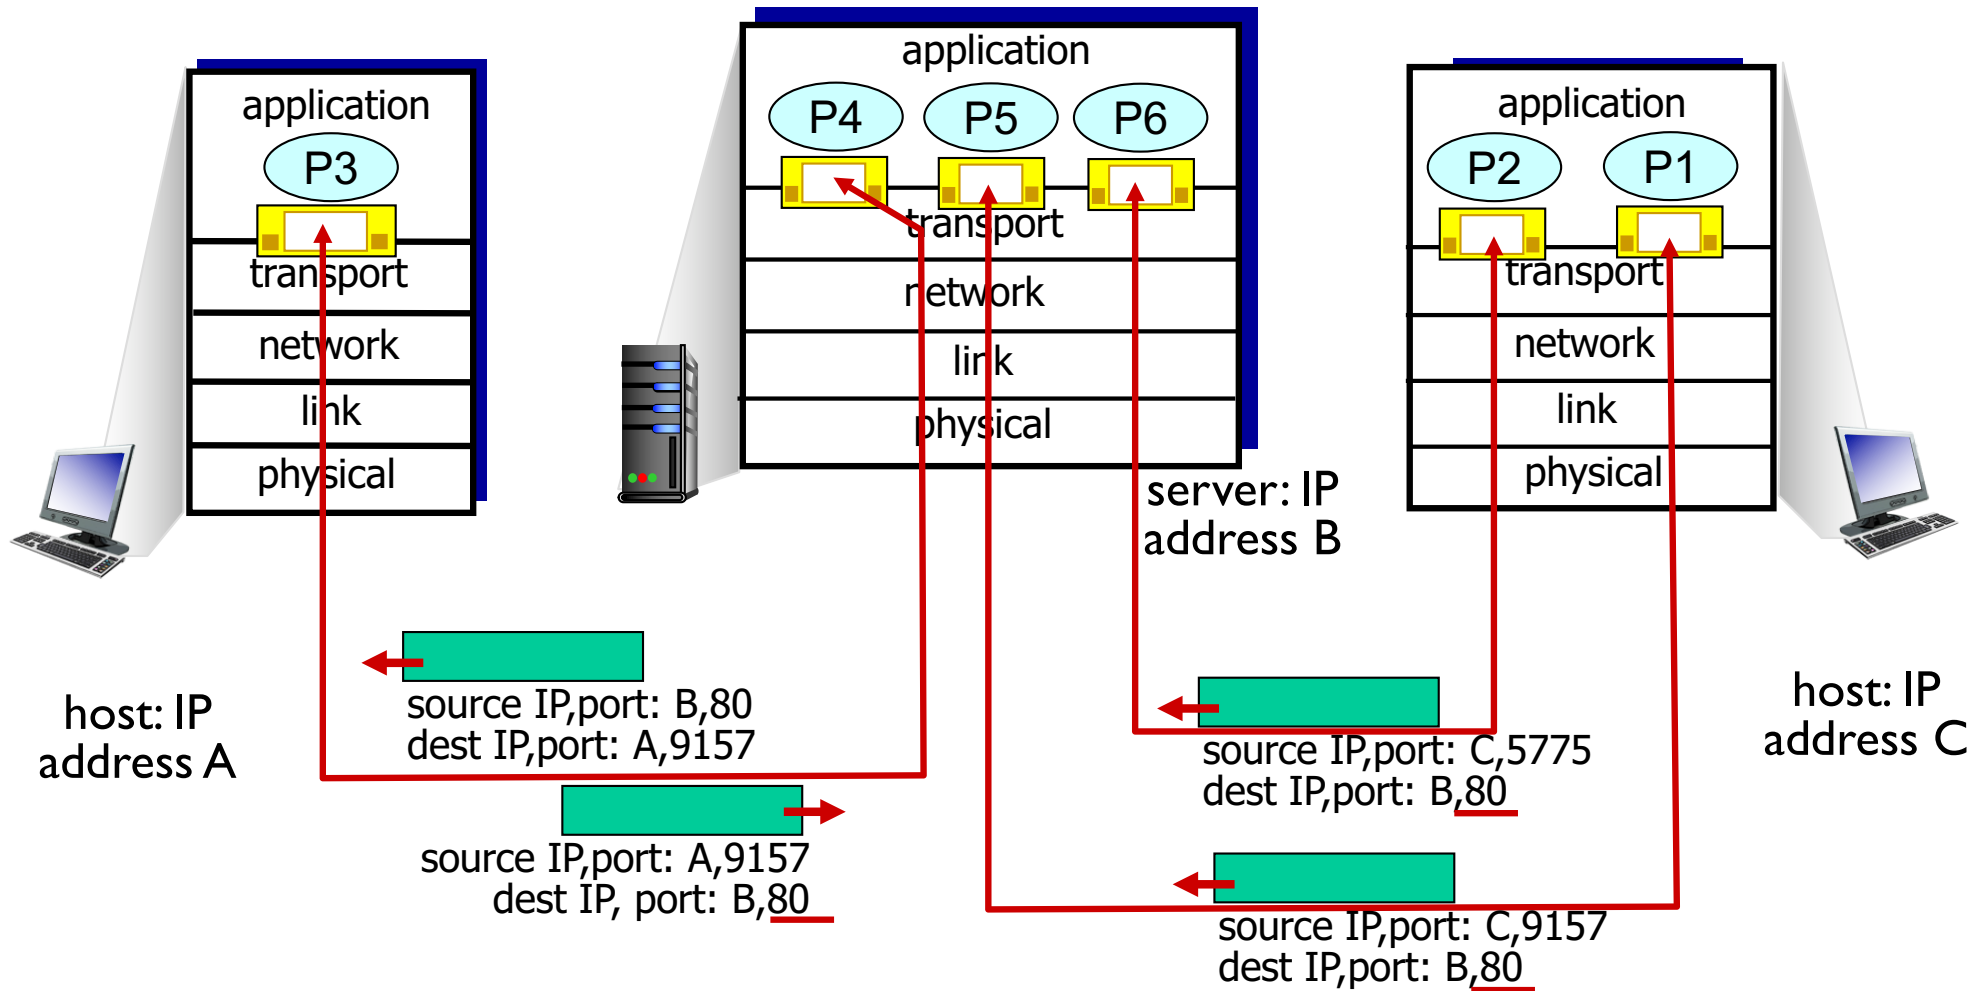 application
P3
transport
network
link
physical
host: IP
address A
application
P4
P5
P6
transport
network
link
physical
server: IP
address B
application
P2
P1
transport
network
link
physical
host: IP
address C
source IP,port: B,80
dest IP,port: A,9157
source IP,port: A,9157
dest IP, port: B,80
source IP,port: C,5775
dest IP,port: B,80
source IP,port: C,9157
dest IP,port: B,80